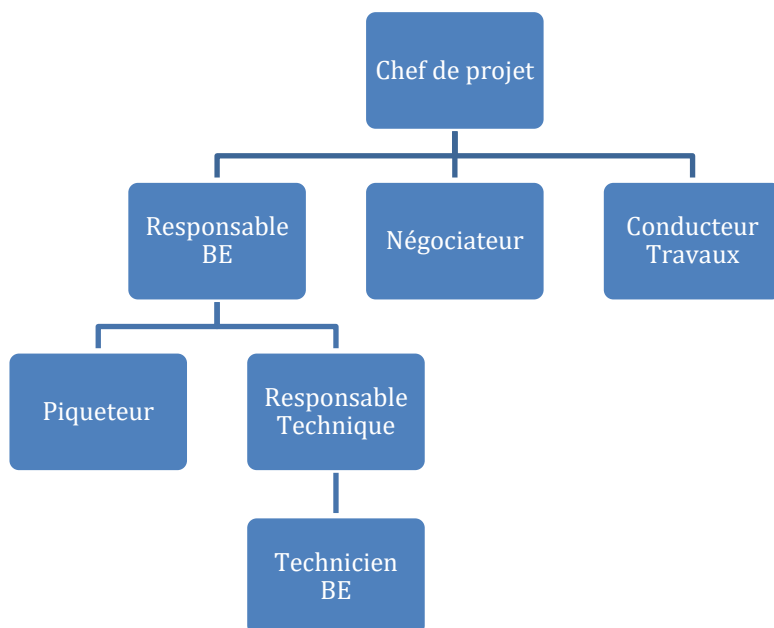 Chef de projet
Responsable
BE
Négociateur
Conducteur
Travaux
Piqueteur
Responsable
Technique
Technicien
BE